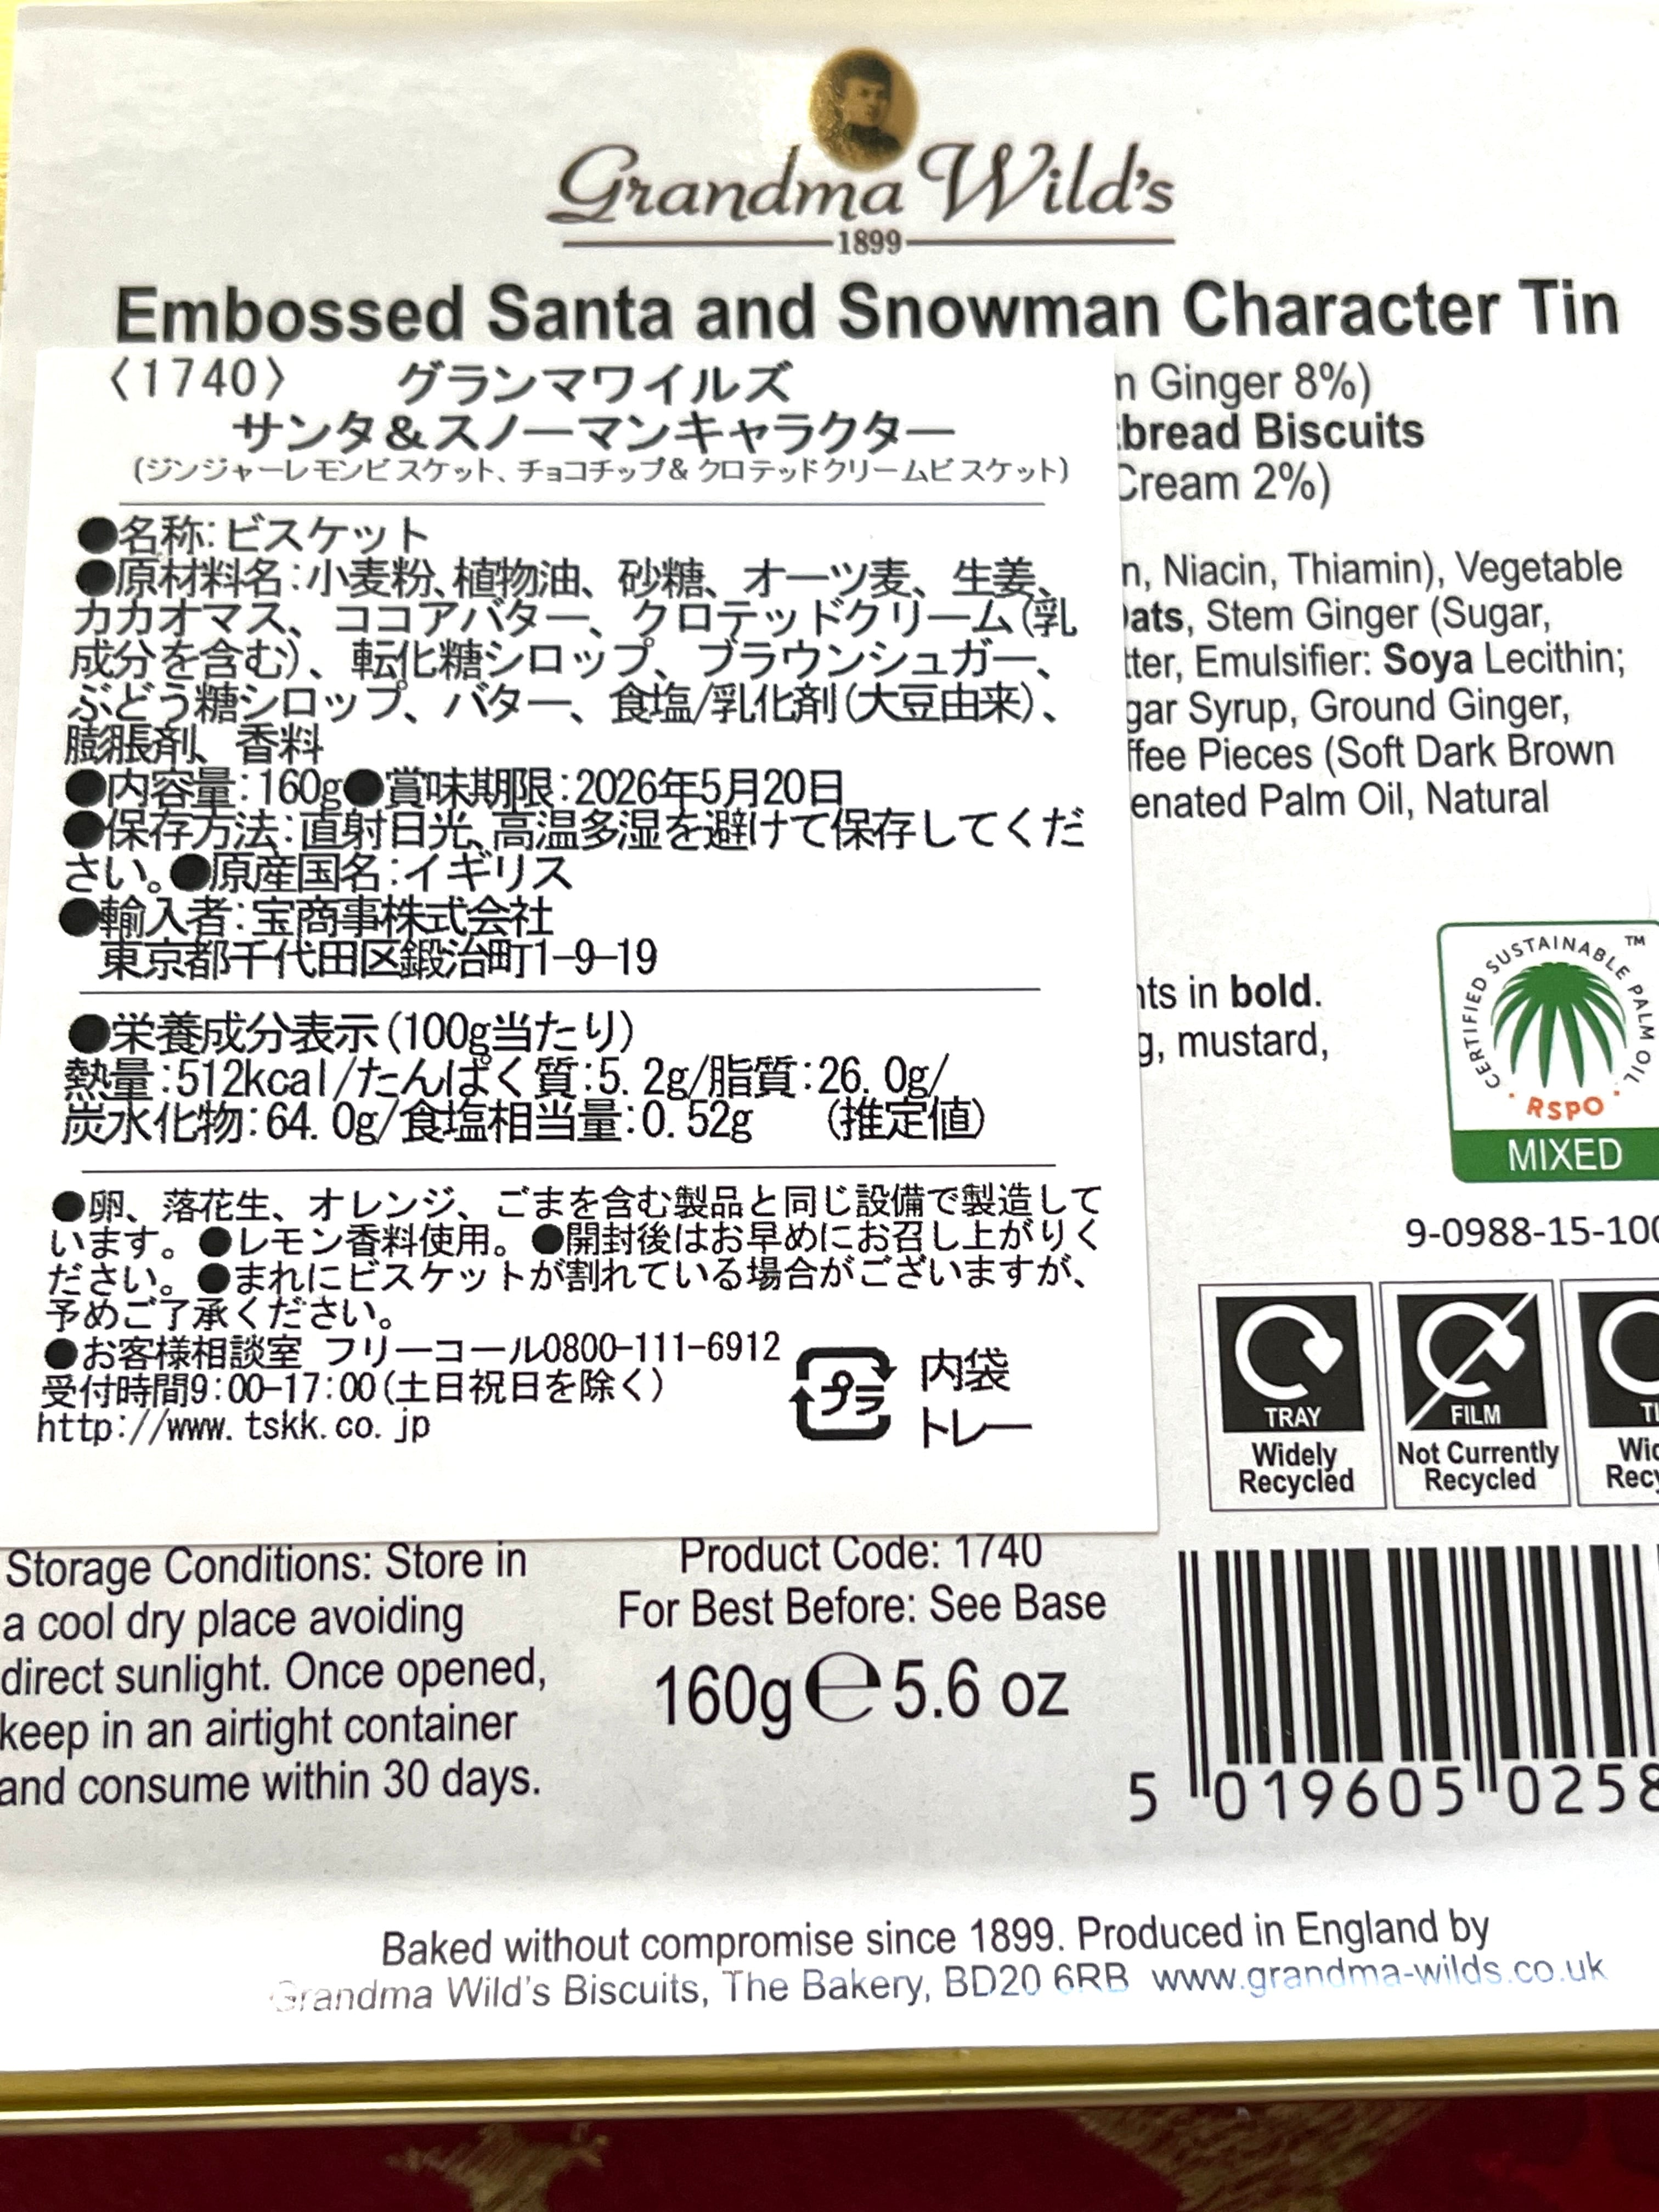 Grandma Wild's
1899
Embossed Santa and Snowman Character Tin
〈1740〉 グランマワイルズ
サンタ&スノーマンキャラクター
(ジンジャーレモンビスケット、チョコチップ&クロテッドクリームビスケット)
●名称:ビスケット
●原材料名:小麦粉、植物油、砂糖、オーツ麦、生姜、
カカオマス、ココアバター、クロテッドクリーム(乳
成分を含む)、転化糖シロップ、ブラウンシュガー、
ぶどう糖シロップ、バター、食塩/乳化剤(大豆由来)、
膨脹剤、香料
●内容量:160g●賞味期限:2026年5月20日
●保存方法:直射日光、高温多湿を避けて保存してくだ
さい。●原産国名:イギリス
●輸入者:宝商事株式会社
東京都千代田区鍛治町1-9-19
●栄養成分表示(100g当たり)
熱量:512kcal/たんぱく質:5.2g/脂質:26.0g/
炭水化物:64.0g/食塩相当量:0.52g (推定値)
●卵、落花生、オレンジ、ごまを含む製品と同じ設備で製造して
います。●レモン香料使用。●開封後はお早めにお召し上がりく
ださい。●まれにビスケットが割れている場合がございますが、
予めご了承ください。
●お客様相談室 フリーコール0800-111-6912
受付時間9:00-17:00(土日祝日を除く)
http://www.tskk.co.jp
プラ 内袋
トレー
Ginger 8%)
bread Biscuits
Cream 2%)
n, Niacin, Thiamin), Vegetable
ats, Stem Ginger (Sugar,
tter, Emulsifier: Soya Lecithin;
gar Syrup, Ground Ginger,
ffee Pieces (Soft Dark Brown
enated Palm Oil, Natural
nts in bold.
g, mustard,
CERTIFIED SUSTAINABLE PALM OIL ™
RSPO
MIXED
9-0988-15-100
TRAY
Widely
Recycled
FILM
Not Currently
Recycled
Storage Conditions: Store in
a cool dry place avoiding
direct sunlight. Once opened,
keep in an airtight container
and consume within 30 days.
Product Code: 1740
For Best Before: See Base
160g e 5.6 oz
5 019605 0258
Baked without compromise since 1899. Produced in England by
Grandma Wild's Biscuits, The Bakery, BD20 6RB www.grandma-wilds.co.uk